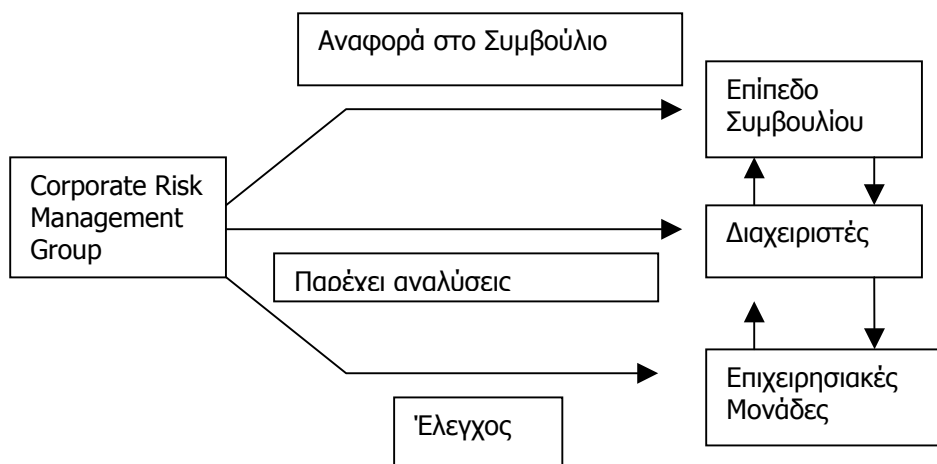 Αναφορά στο Συμβούλιο
Επίπεδο
Συμβουλίου
Corporate Risk
Management
Group
Διαχειριστές
Παρέχει αναλύσεις
Επιχειρησιακές
Μονάδες
Έλεγχος